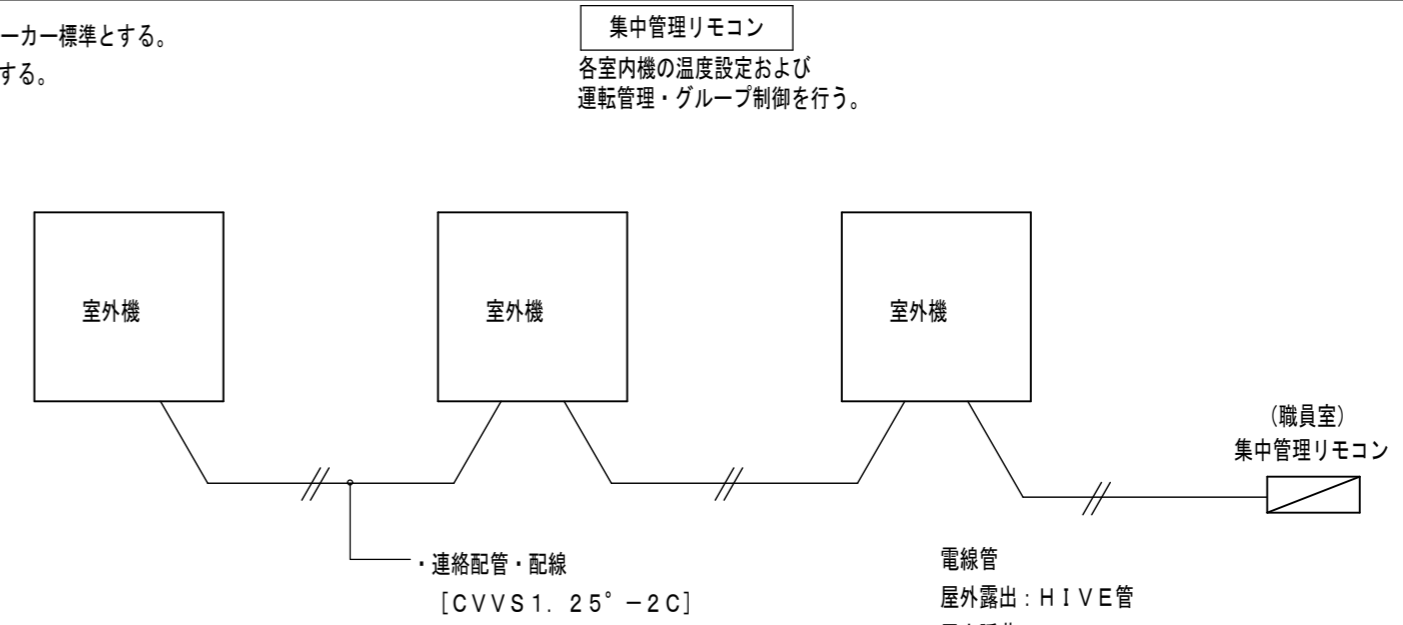 ーカー標準とする。
する。
集中管理リモコン
各室内機の温度設定および
運転管理・グループ制御を行う。
室外機
室外機
室外機
（職員室）
集中管理リモコン
・連絡配管・配線
［CVVS1．25°－2C］
電線管
屋外露出：HIVE管